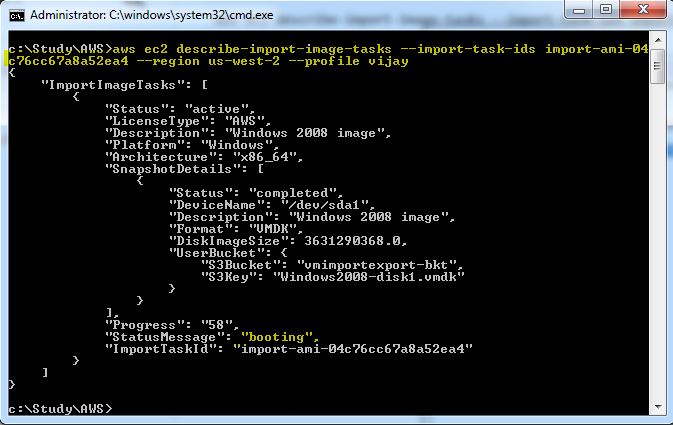 Administrator: C:\windows\system32\cmd.exe
c:\Study\AWS>aws ec2 describe-import-image-tasks --import-task-ids import-ami-04
c76cc67a8a52ea4 --region us-west-2 --profile vijay
{
    "ImportImageTasks": [
        {
            "Status": "active",
            "LicenseType": "AWS",
            "Description": "Windows 2008 image",
            "Platform": "Windows",
            "Architecture": "x86_64",
            "SnapshotDetails": [
                {
                    "Status": "completed",
                    "DeviceName": "/dev/sda1",
                    "Description": "Windows 2008 image",
                    "Format": "VMDK",
                    "DiskImageSize": 3631290368.0,
                    "UserBucket": {
                        "S3Bucket": "vmimportexport-bkt",
                        "S3Key": "Windows2008-disk1.vmdk"
                    }
                }
            ],
            "Progress": "58",
            "StatusMessage": "booting",
            "ImportTaskId": "import-ami-04c76cc67a8a52ea4"
        }
    ]
}
c:\Study\AWS>